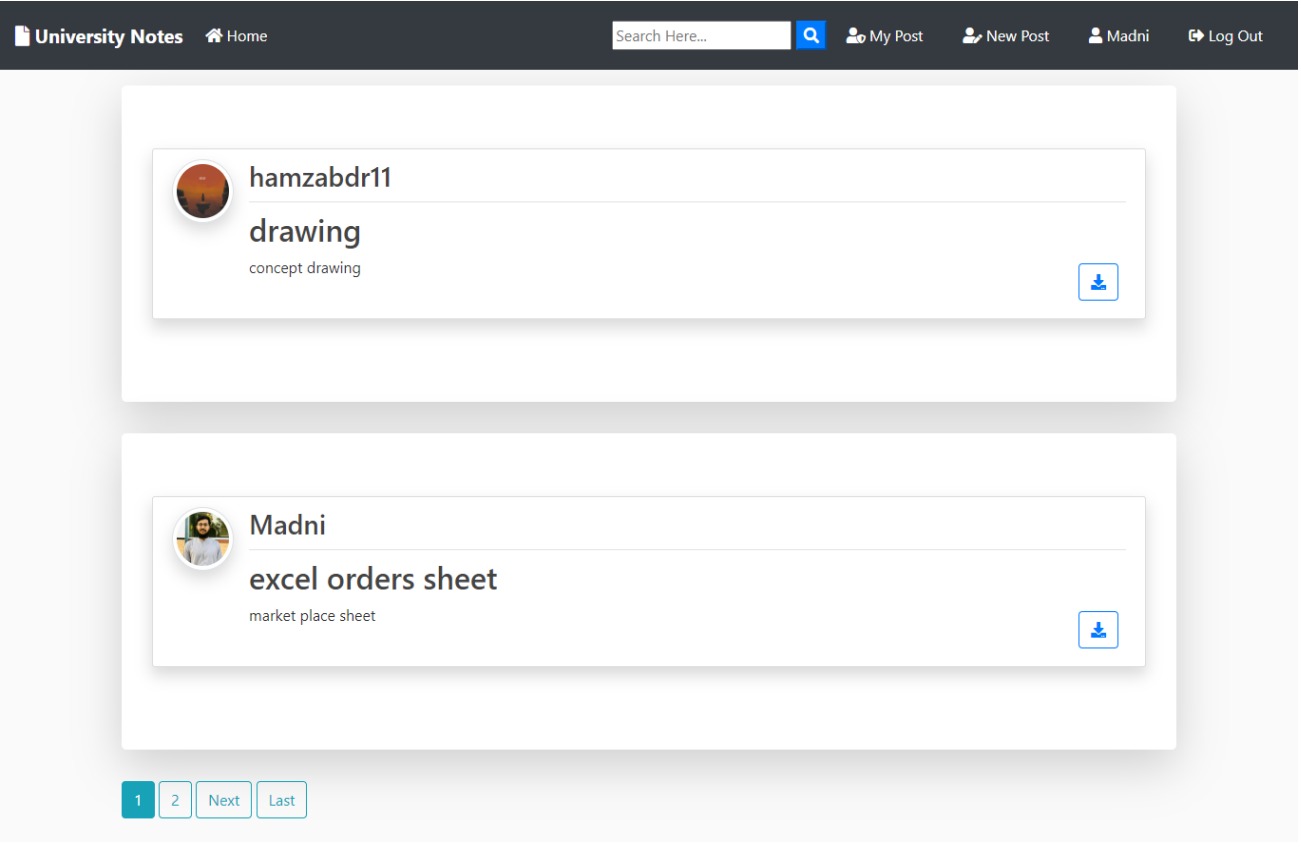 University Notes Home Search Here... My Post New Post Madni Log Out
hamzabdr11
drawing
concept drawing
Madni
excel orders sheet
market place sheet
1 2 Next Last